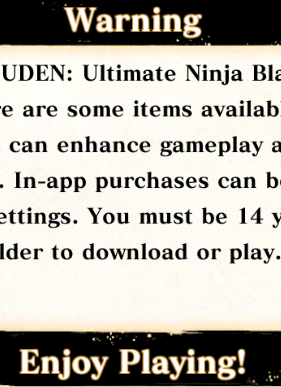 Warning
UDEN: Ultimate Ninja Bla
re are some items availabl
can enhance gameplay a
. In-app purchases can b
ettings. You must be 14 y
lder to download or play.
Enjoy Playing!